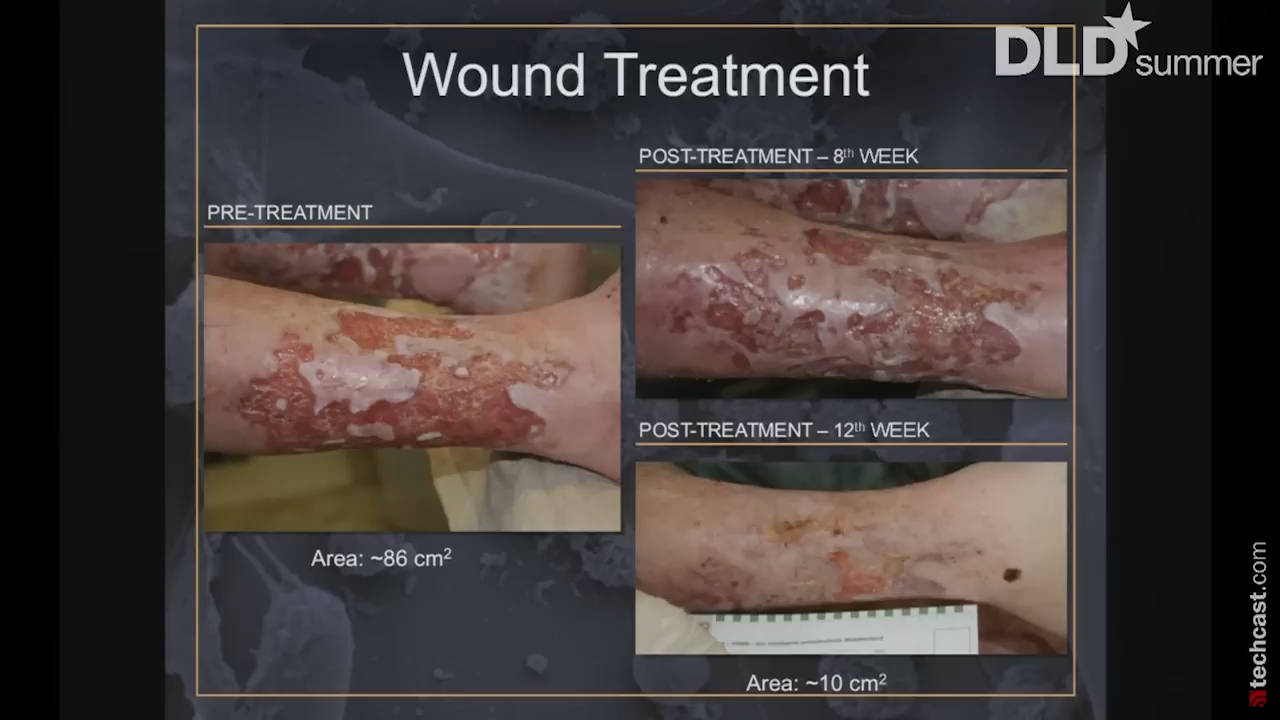 DLD summer
Wound Treatment
PRE-TREATMENT
Area: ~86 cm²
POST-TREATMENT – 8th WEEK
POST-TREATMENT – 12th WEEK
Area: ~10 cm²
techcast.com